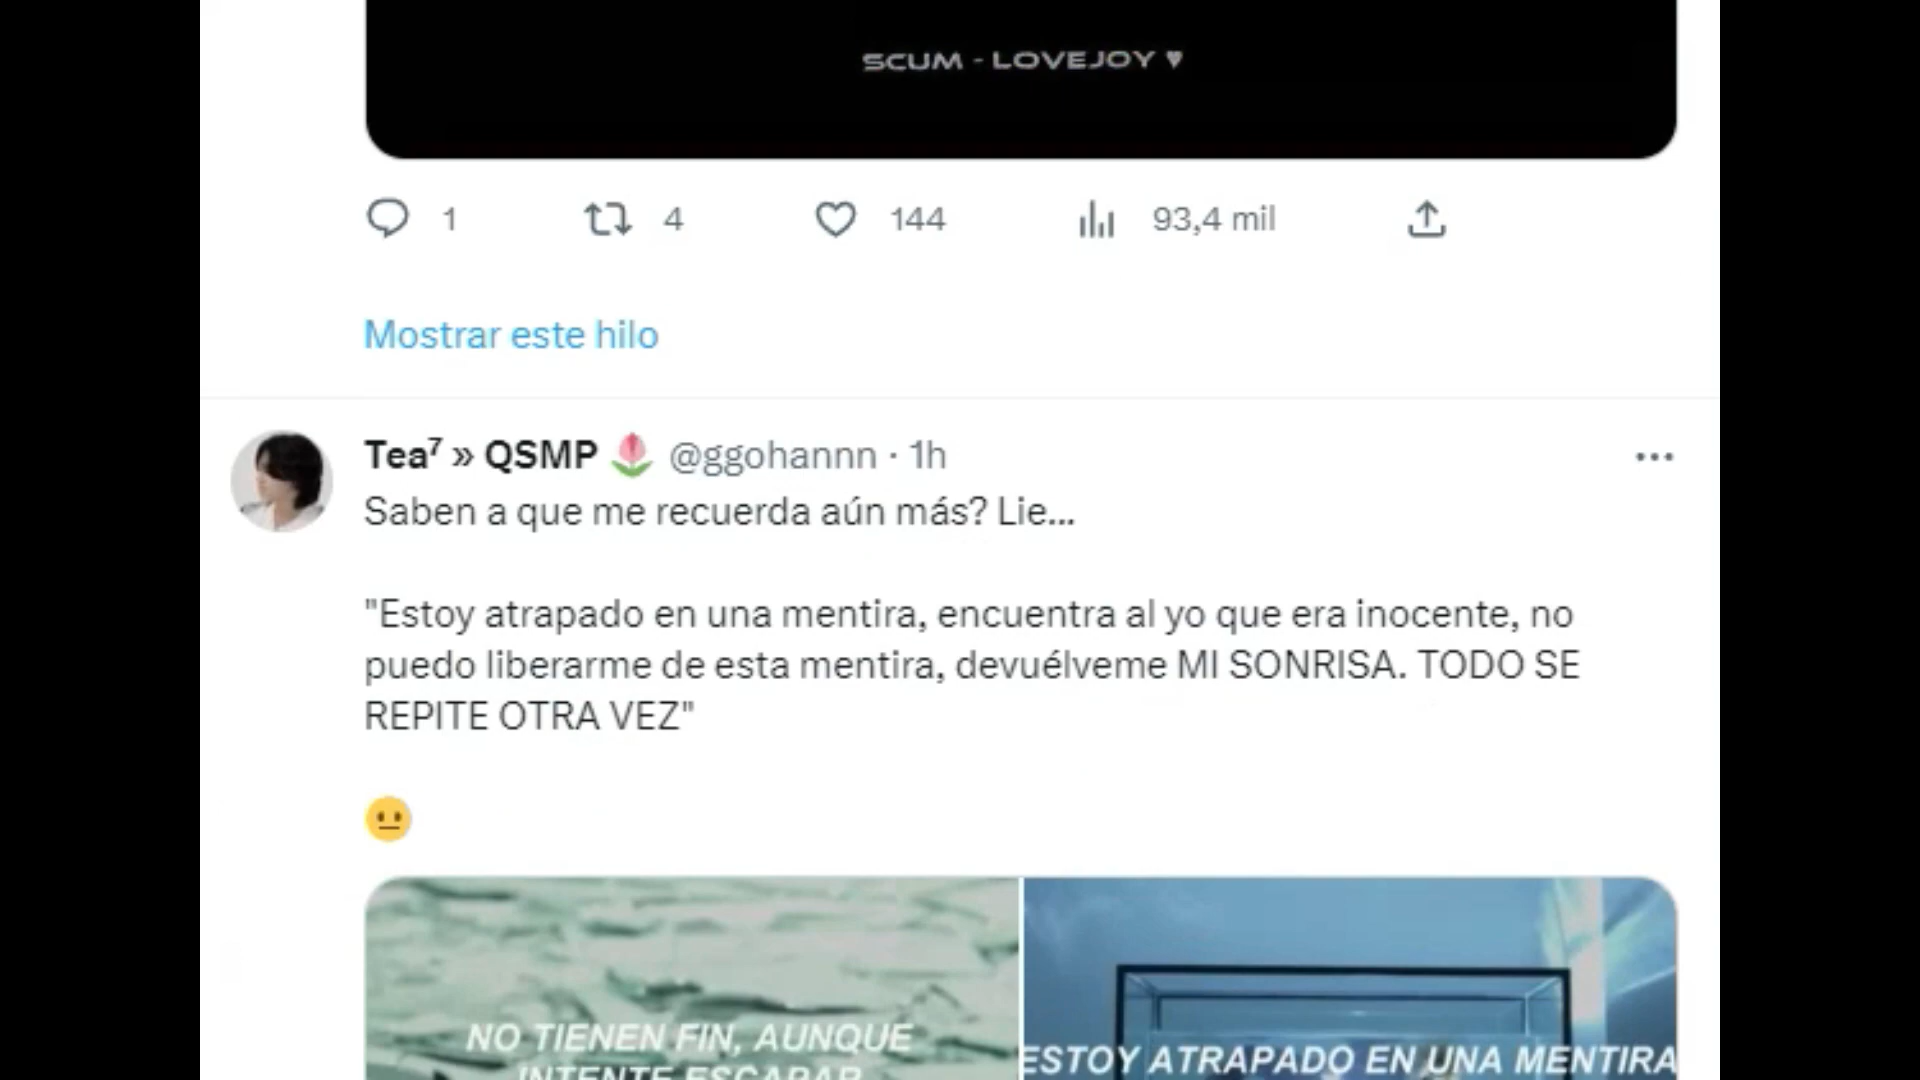 SCUM - LOVEJOY ♥
1 4 144 93,4 mil
Mostrar este hilo
Tea⁷ » QSMP 🌷 @ggohannn · 1h
Saben a que me recuerda aún más? Lie...
"Estoy atrapado en una mentira, encuentra al yo que era inocente, no
puedo liberarme de esta mentira, devuélveme MI SONRISA. TODO SE
REPITE OTRA VEZ"
😐
NO TIENEN FIN, AUNQUE
INTENTE ESCAPAR
ESTOY ATRAPADO EN UNA MENTIRA